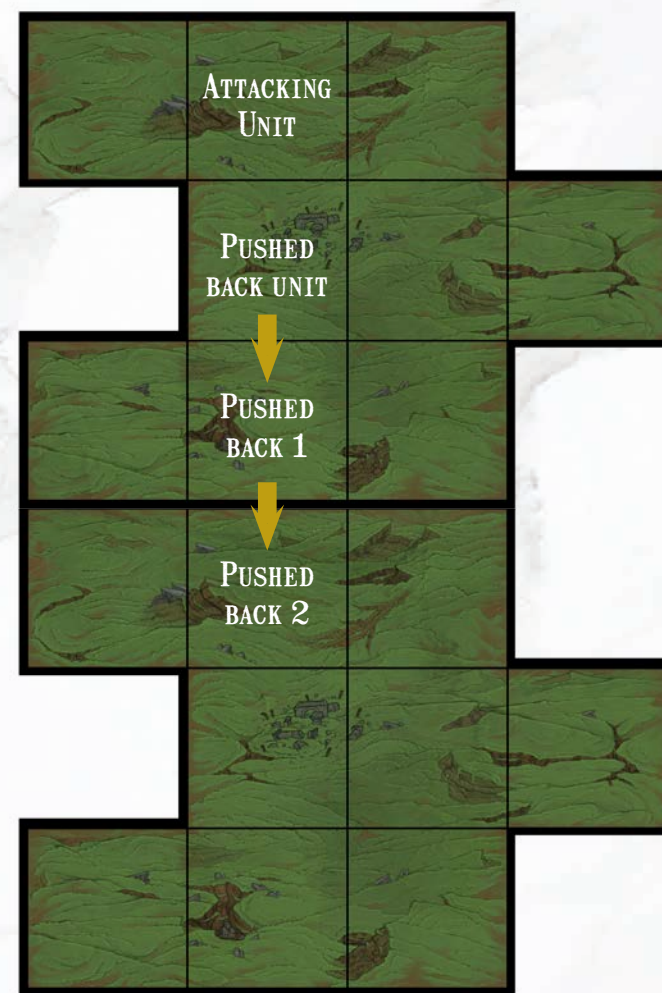 Attacking
Unit
Pushed
back unit
Pushed
back 1
Pushed
back 2